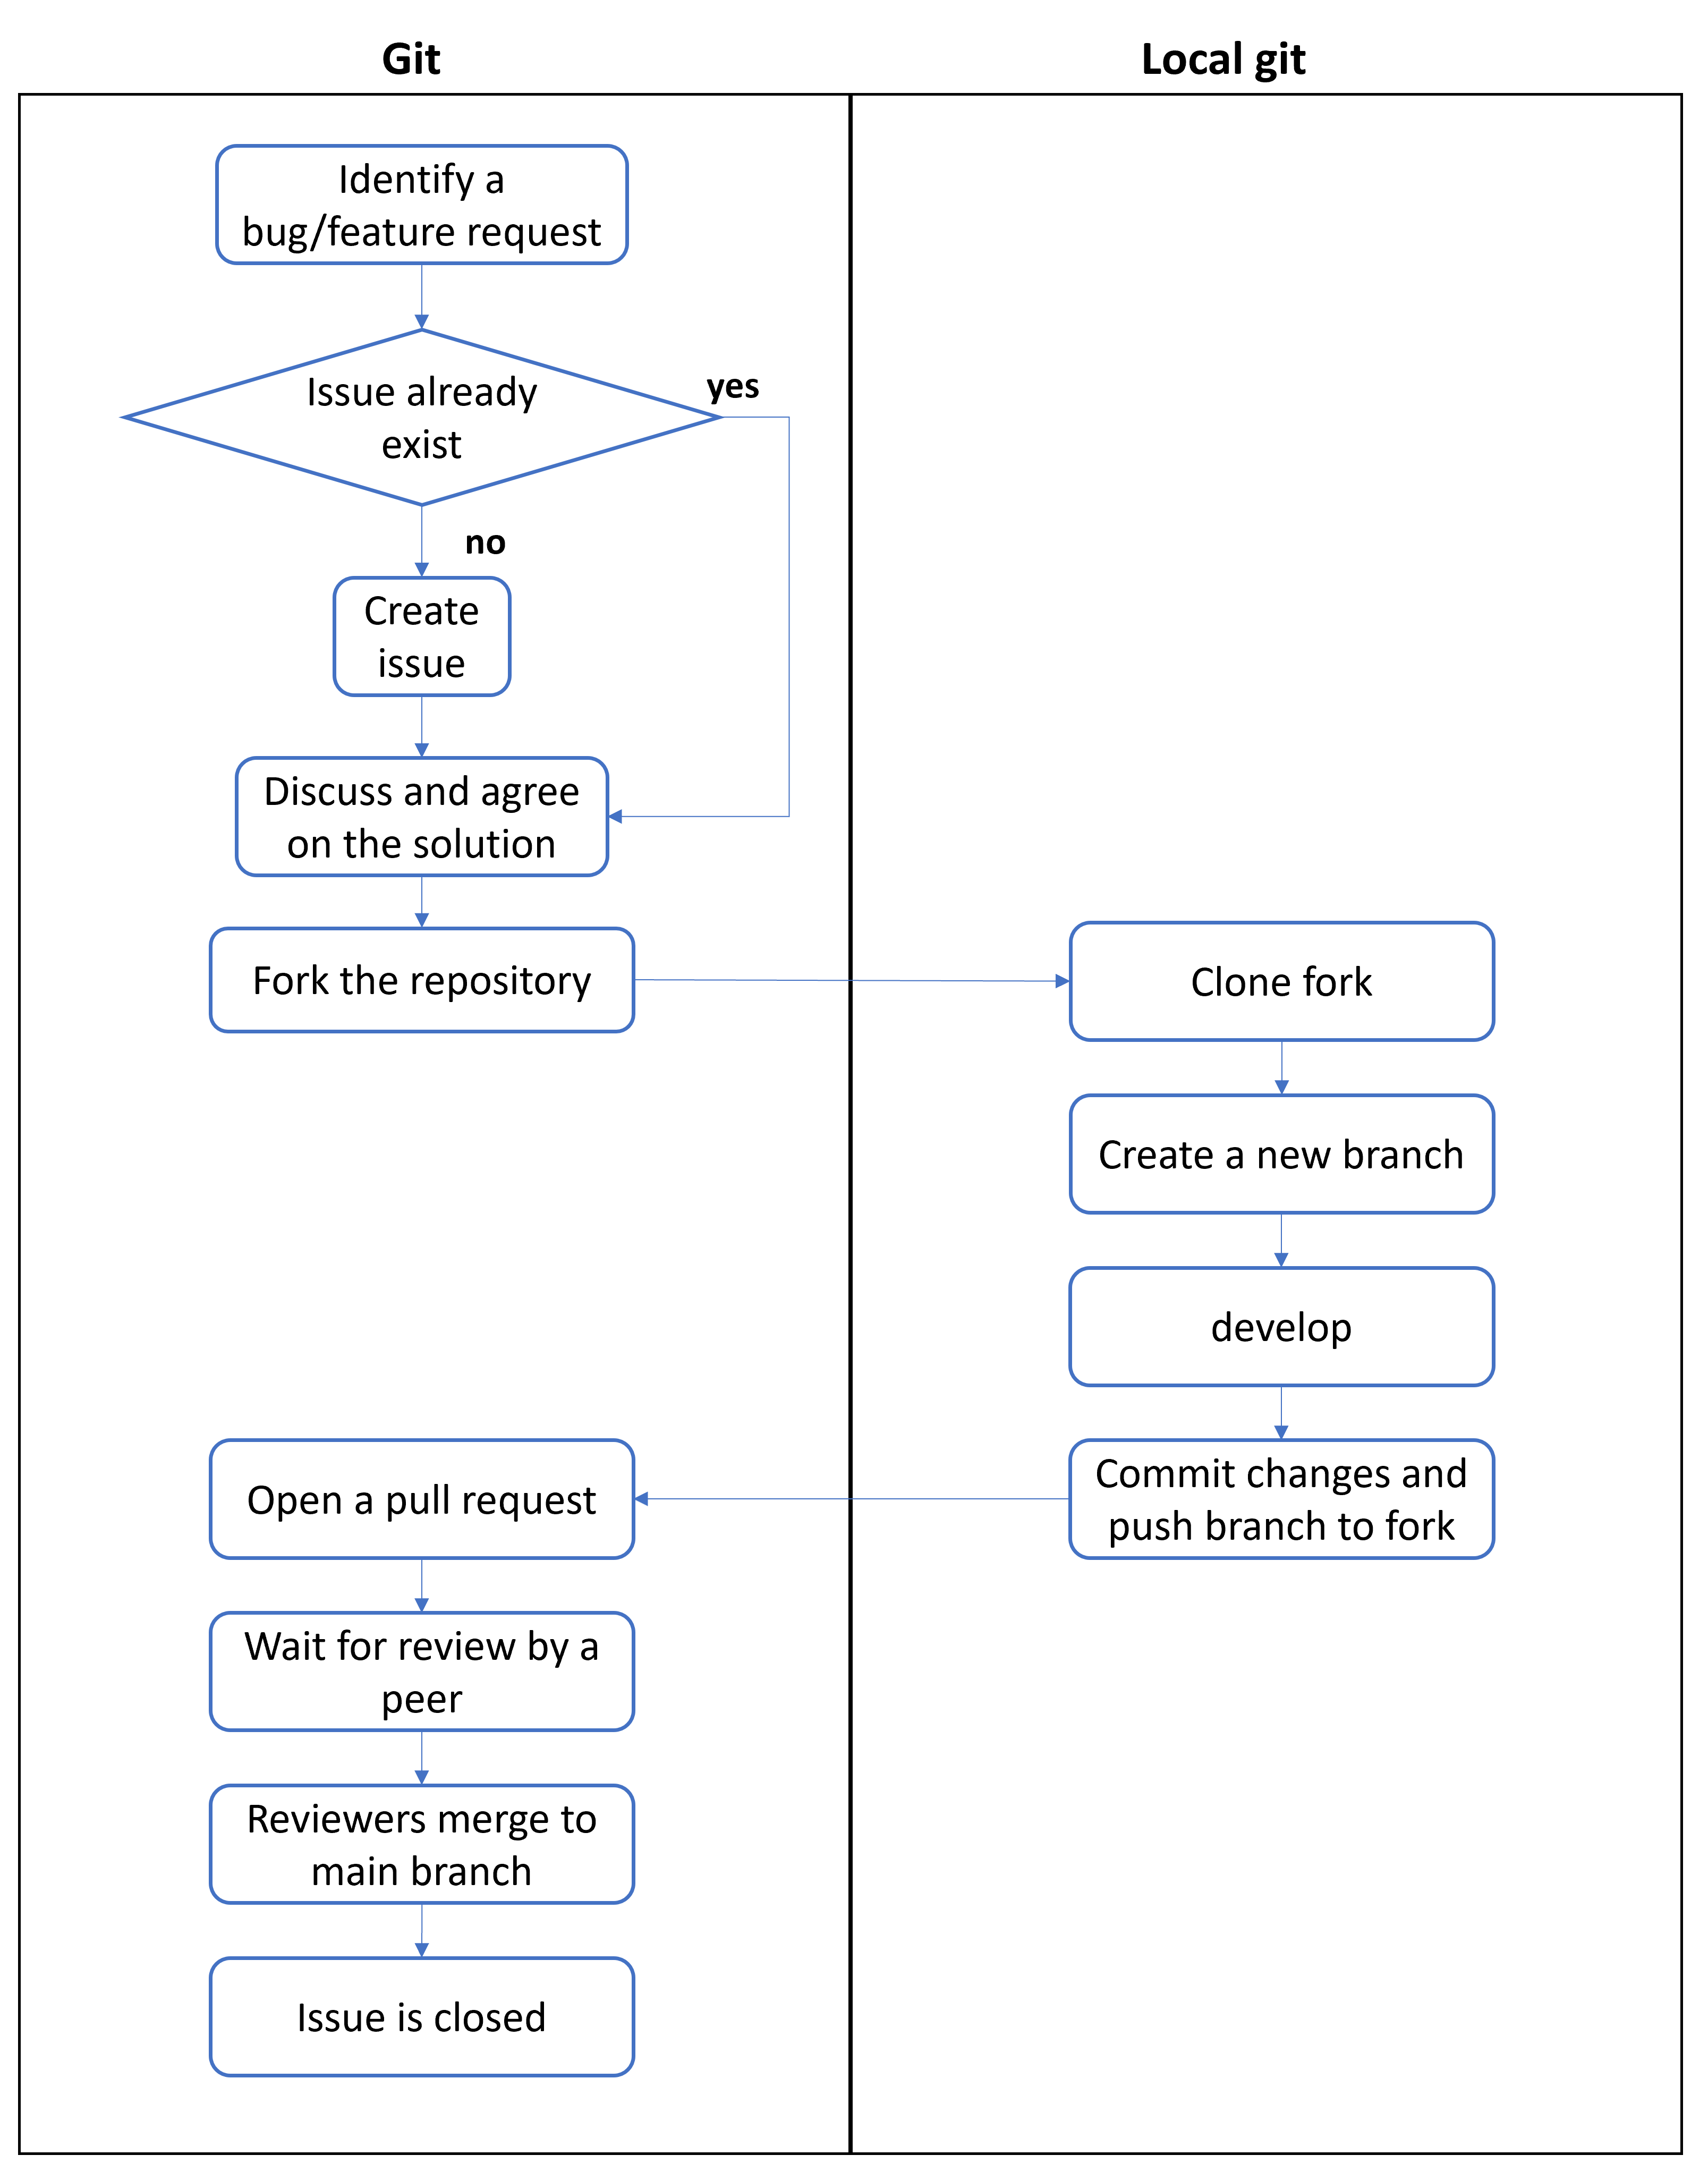 Git
Local git
Identify a
bug/feature request
Issue already
exist
yes
no
Create
issue
Discuss and agree
on the solution
Fork the repository
Clone fork
Create a new branch
develop
Commit changes and
push branch to fork
Open a pull request
Wait for review by a
peer
Reviewers merge to
main branch
Issue is closed